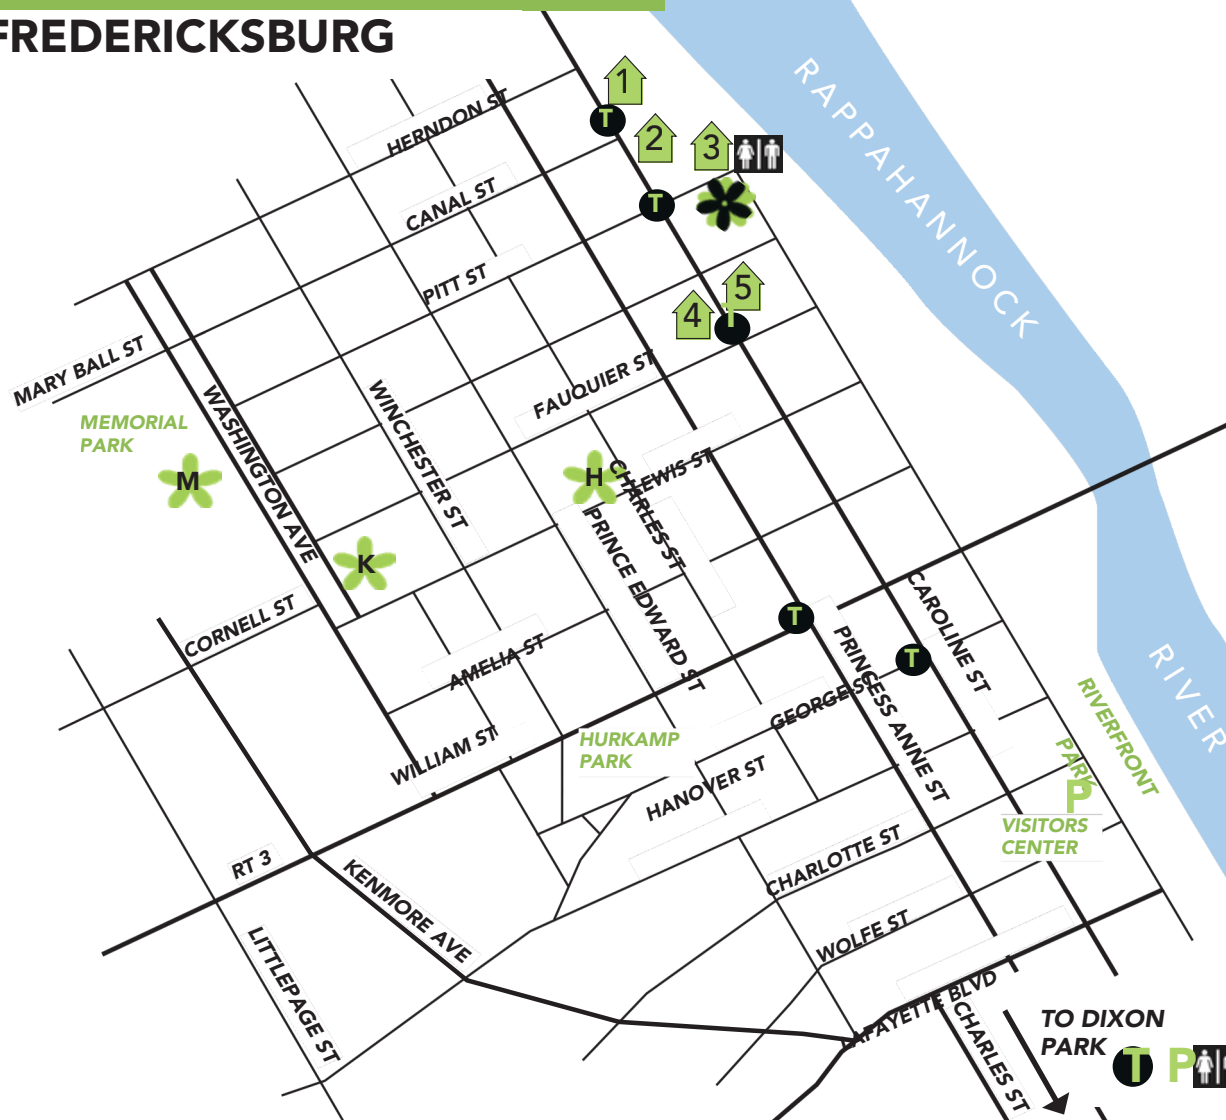 FREDERICKSBURG
1
T
2
3
HERNDON ST
CANAL ST
T
PITT ST
5
4
T
RAPPAHANNOCK
MARY BALL ST
FAUQUIER ST
MEMORIAL
PARK
WASHINGTON AVE
WINCHESTER ST
M
H
CHARLES ST
LEWIS ST
K
PRINCE EDWARD ST
CORNELL ST
AMELIA ST
T
CAROLINE ST
T
PRINCESS ANNE ST
GEORGE ST
RIVER
WILLIAM ST
HURKAMP
PARK
HANOVER ST
RIVERFRONT
PARK
P
VISITORS
CENTER
CHARLOTTE ST
RT 3
KENMORE AVE
WOLFE ST
LITTLEPAGE ST
LAFAYETTE BLVD
CHARLES ST
TO DIXON
PARK
T
P